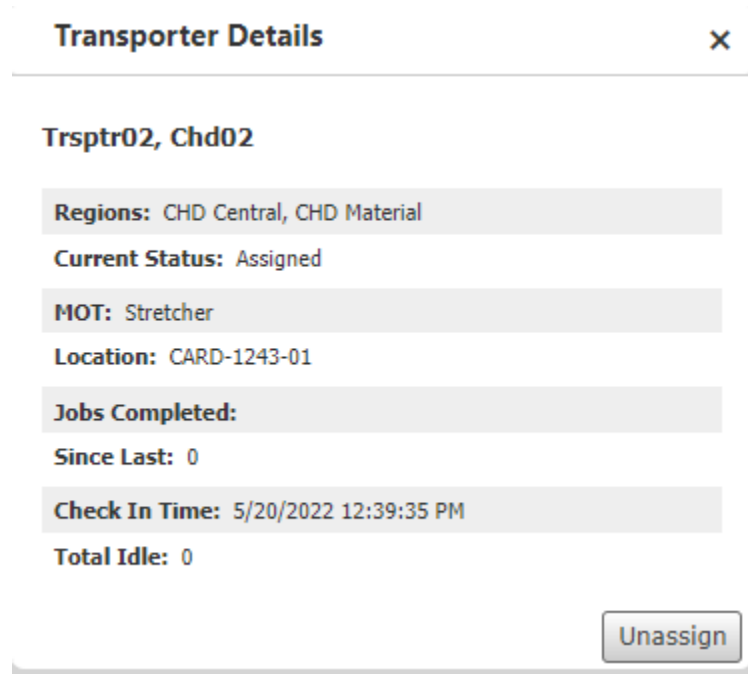 Transporter Details ×
Trsptr02, Chd02
Regions: CHD Central, CHD Material
Current Status: Assigned
MOT: Stretcher
Location: CARD-1243-01
Jobs Completed:
Since Last: 0
Check In Time: 5/20/2022 12:39:35 PM
Total Idle: 0
Unassign